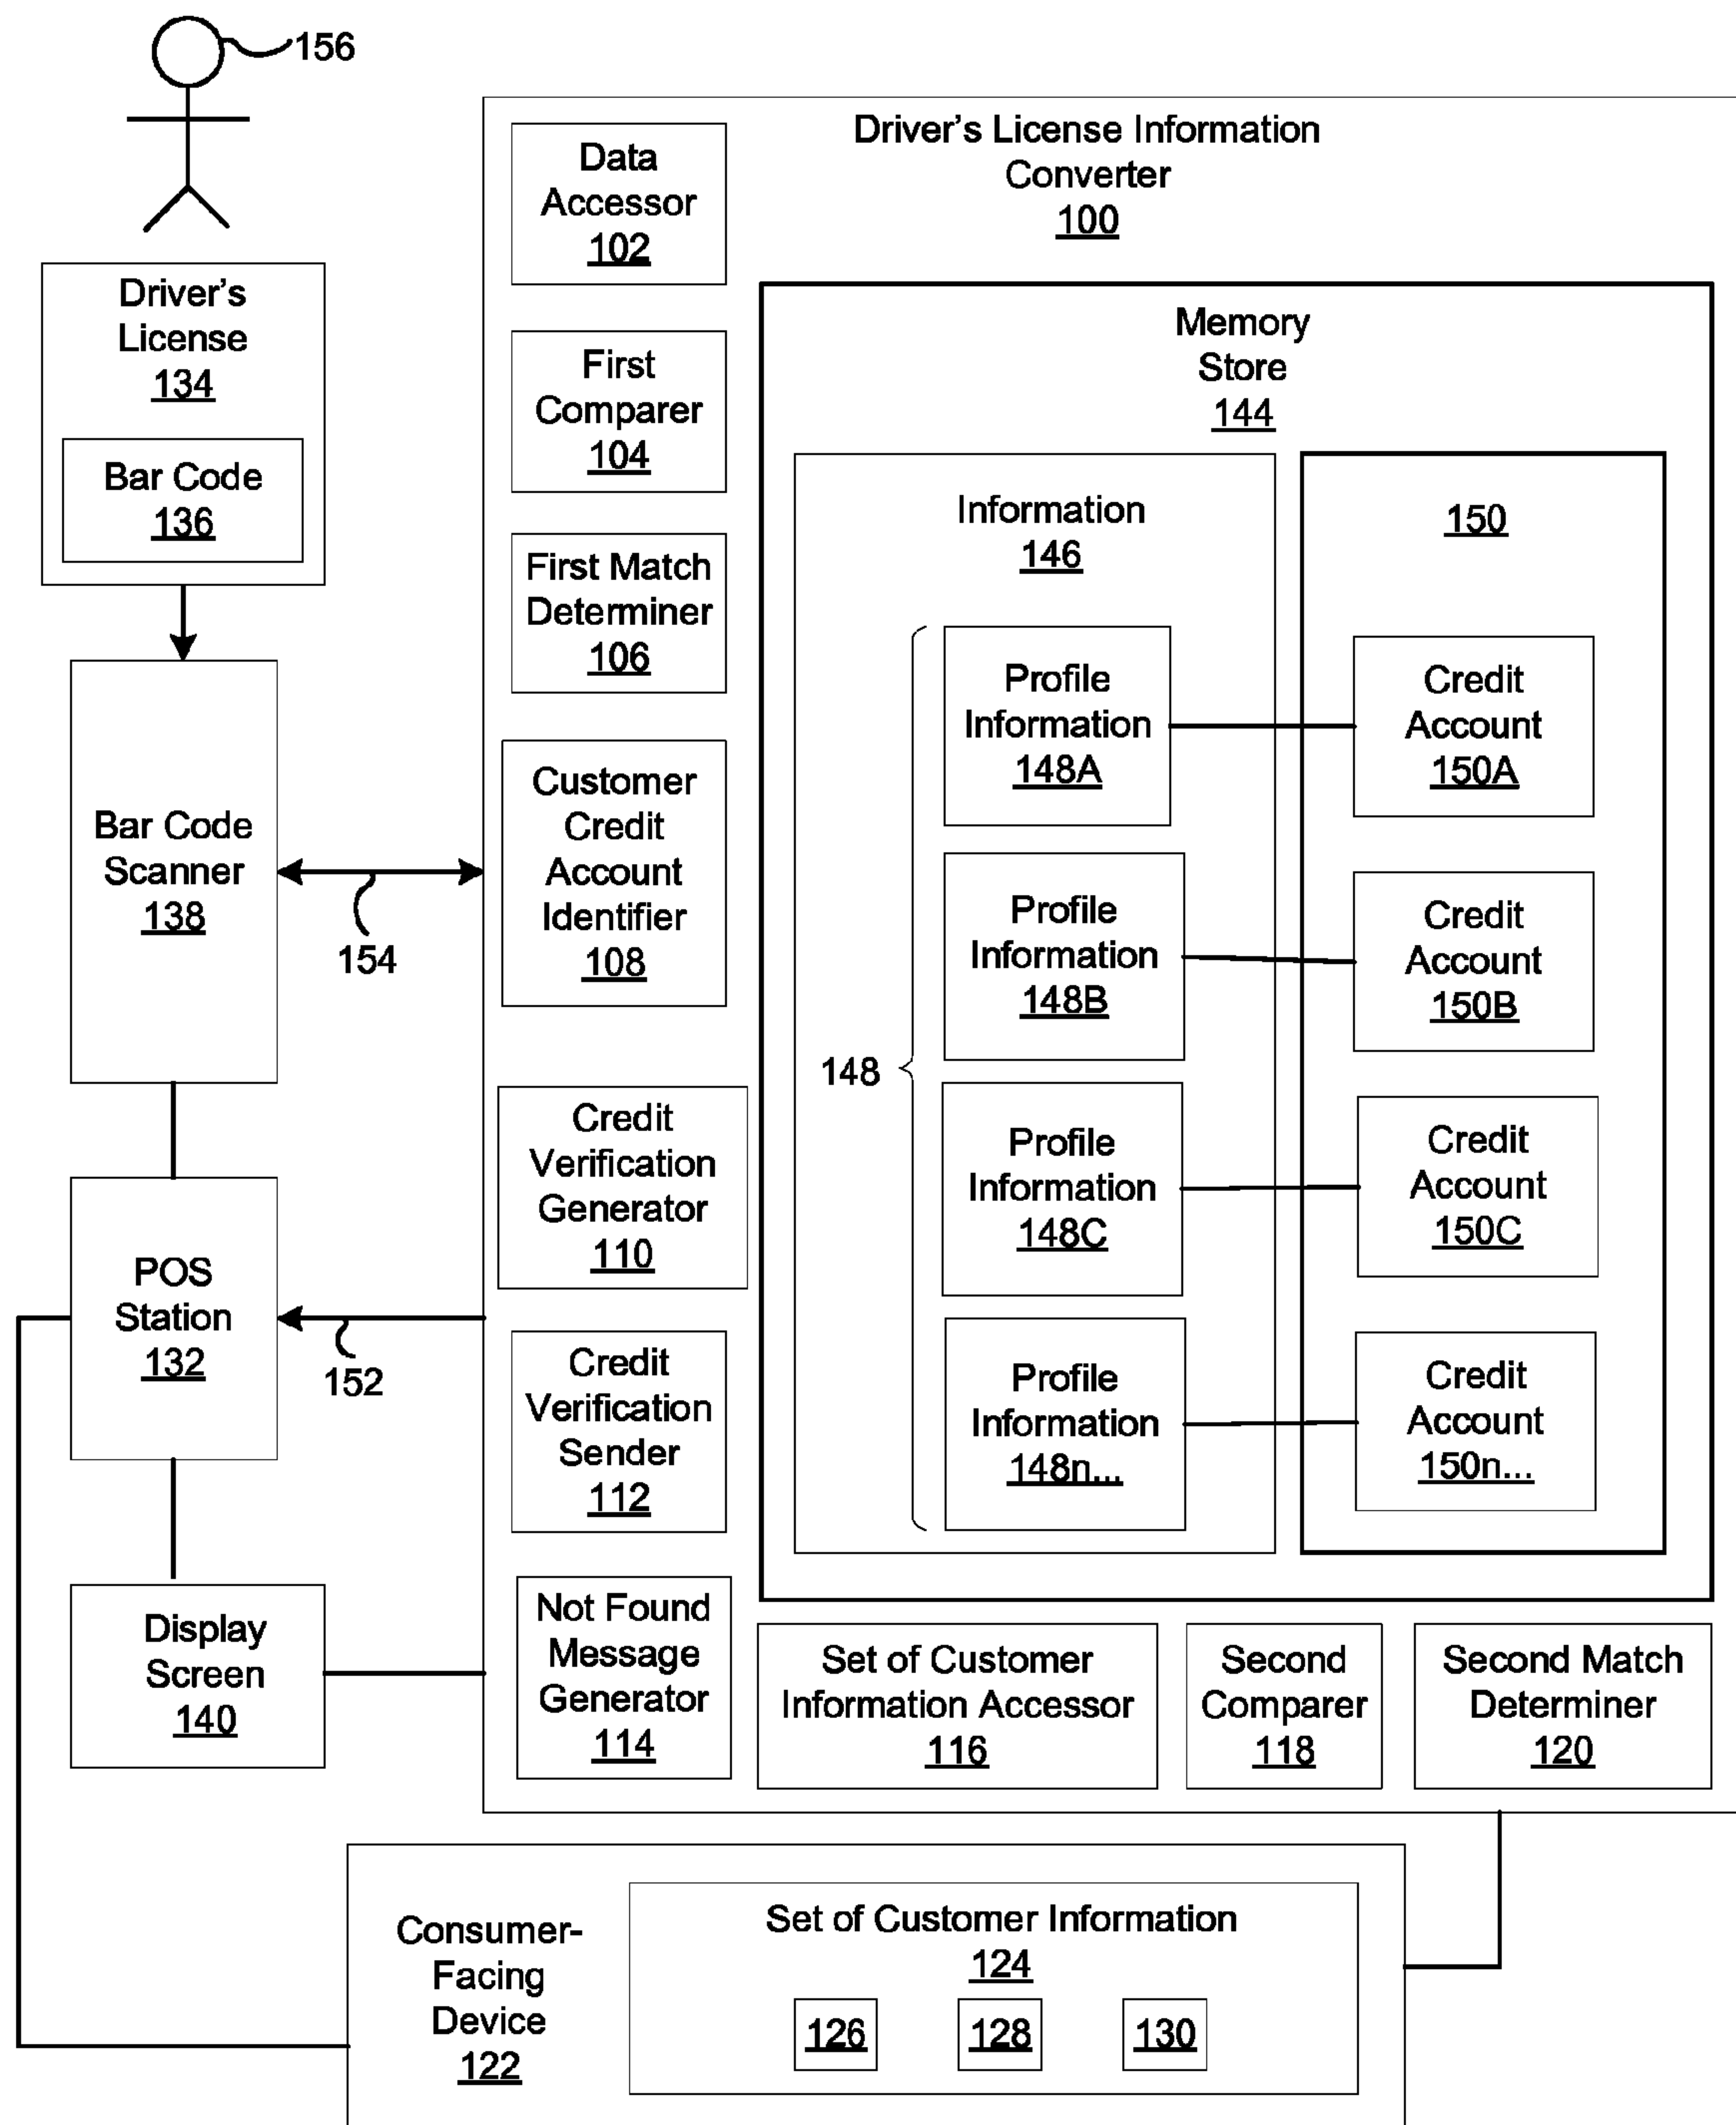 156
Driver's
License
134
Bar Code
136
Bar Code
Scanner
138
154
POS
Station
132
152
Display
Screen
140
Driver's License Information
Converter
100
Data
Accessor
102
First
Comparer
104
First Match
Determiner
106
Customer
Credit
Account
Identifier
108
Credit
Verification
Generator
110
Credit
Verification
Sender
112
Not Found
Message
Generator
114
Memory
Store
144
Information
146
148
Profile
Information
148A
Profile
Information
148B
Profile
Information
148C
Profile
Information
148n...
150
Credit
Account
150A
Credit
Account
150B
Credit
Account
150C
Credit
Account
150n...
Set of Customer
Information Accessor
116
Second
Comparer
118
Second Match
Determiner
120
Consumer-
Facing
Device
122
Set of Customer Information
124
126
128
130